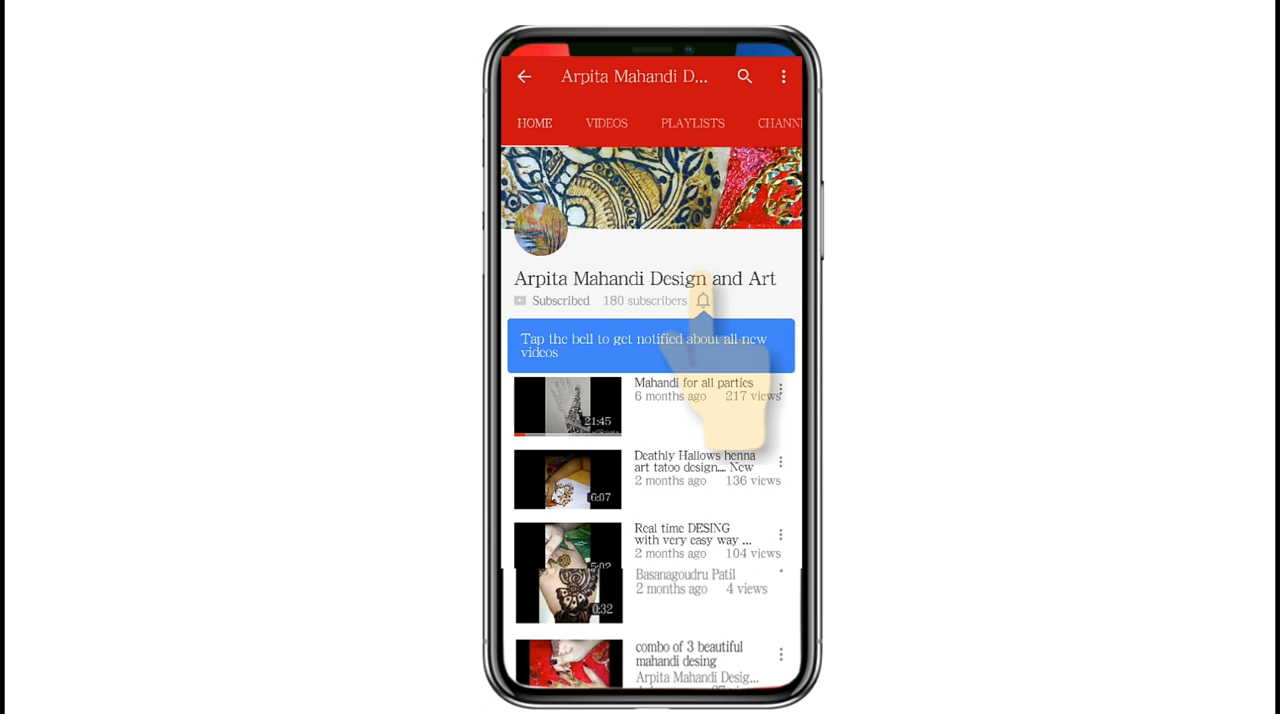 Arpita Mahandi D...
HOME VIDEOS PLAYLISTS CHANN
Arpita Mahandi Design and Art
Subscribed 180 subscribers
Tap the bell to get notified about all new
videos
Mahandi for all parties
6 months ago 217 views
21:45
Deathly Hallows henna
art tatoo design.... New
2 months ago 136 views
6:07
Real time DESING
with very easy way ...
2 months ago 104 views
5:02
Basanagoudru Patil
2 months ago 4 views
0:32
combo of 3 beautiful
mahandi desing
Arpita Mahandi Desig...